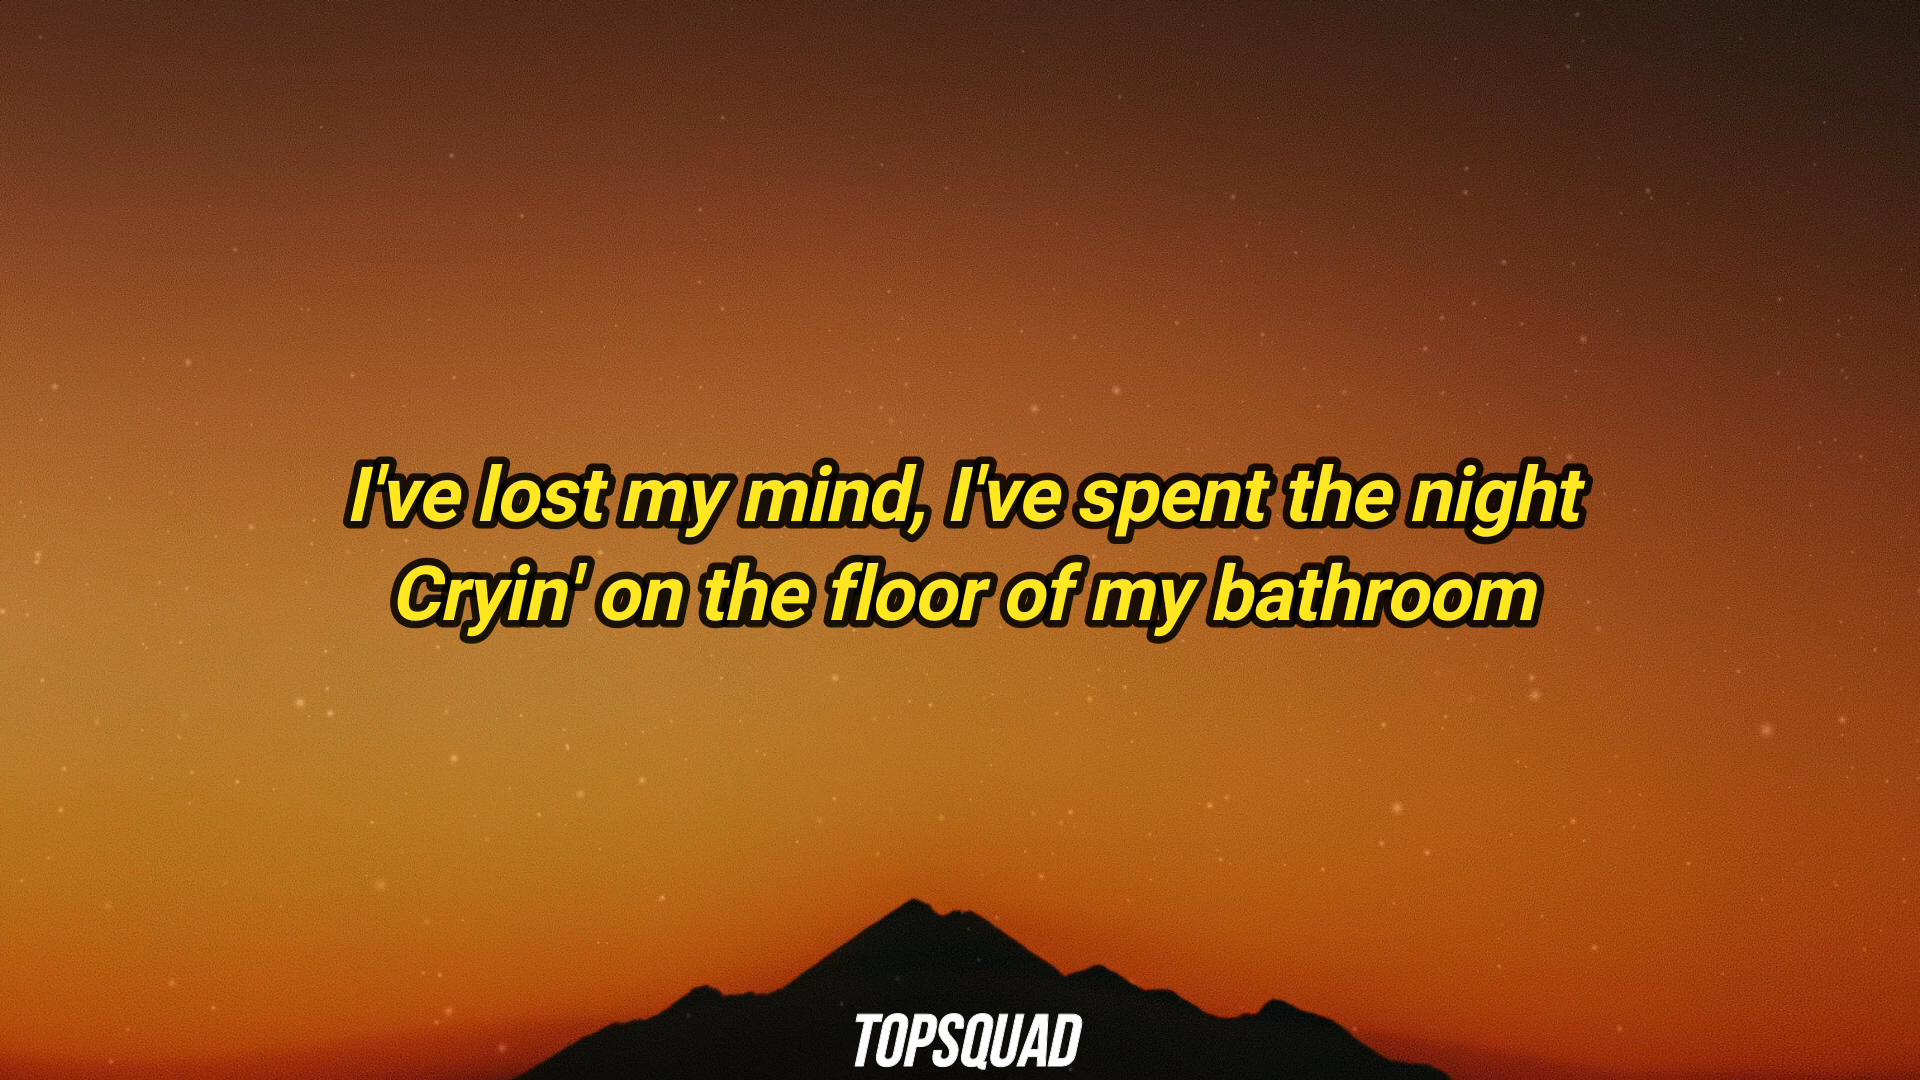 I've lost my mind, I've spent the night
Cryin' on the floor of my bathroom
TOPSQUAD